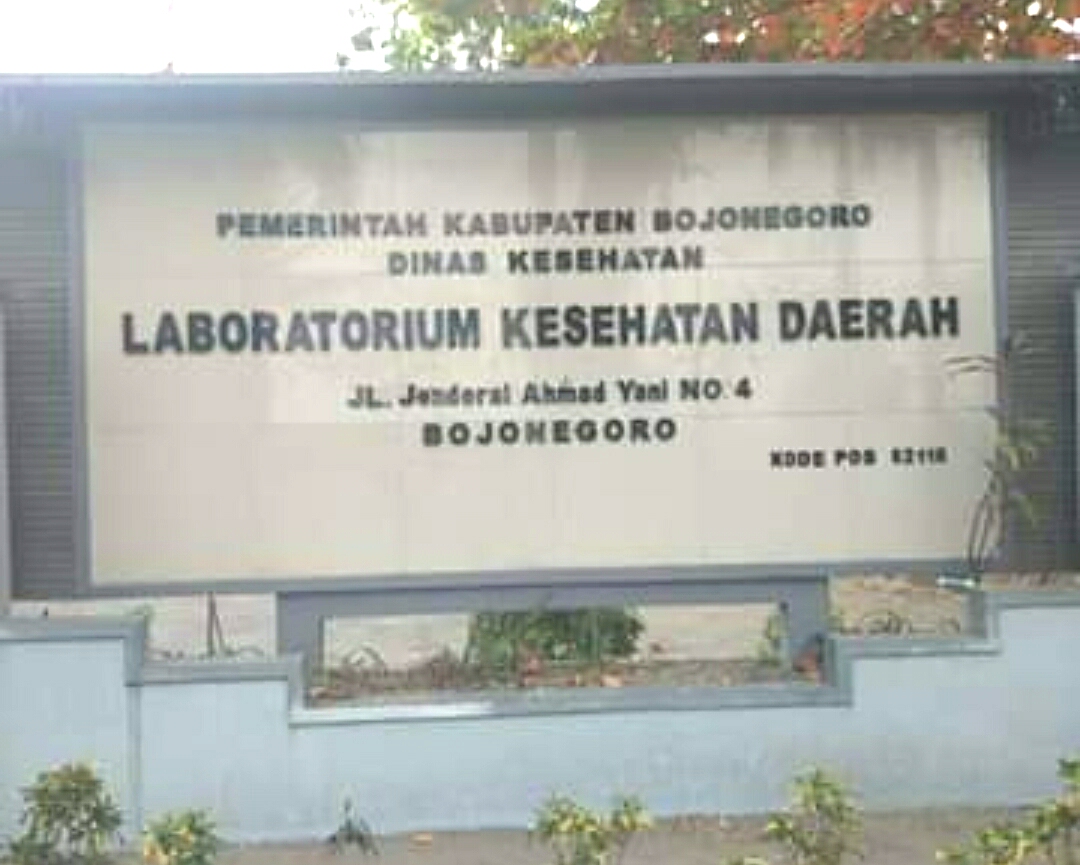 PEMERINTAH KABUPATEN BOJONEGORO
DINAS KESEHATAN
LABORATORIUM KESEHATAN DAERAH
JL. Jenderal Ahmad Yani NO. 4
BOJONEGORO
KODE POS